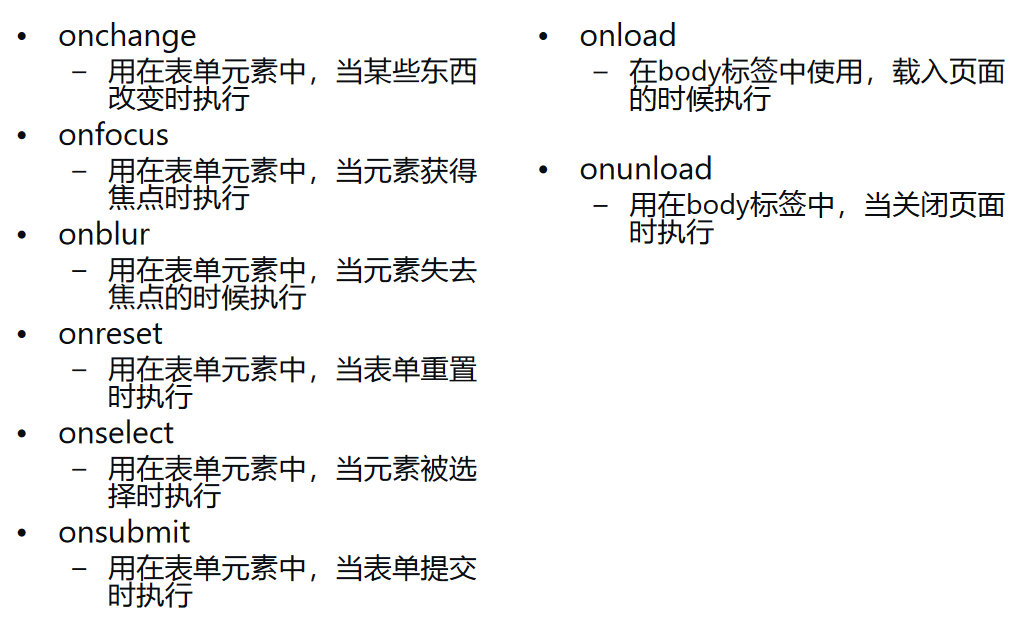 • onchange
– 用在表单元素中，当某些东西
改变时执行
• onfocus
– 用在表单元素中，当元素获得
焦点时执行
• onblur
– 用在表单元素中，当元素失去
焦点的时候执行
• onreset
– 用在表单元素中，当表单重置
时执行
• onselect
– 用在表单元素中，当元素被选
择时执行
• onsubmit
– 用在表单元素中，当表单提交
时执行
• onload
– 在body标签中使用，载入页面
的时候执行
• onunload
– 用在body标签中，当关闭页面
时执行